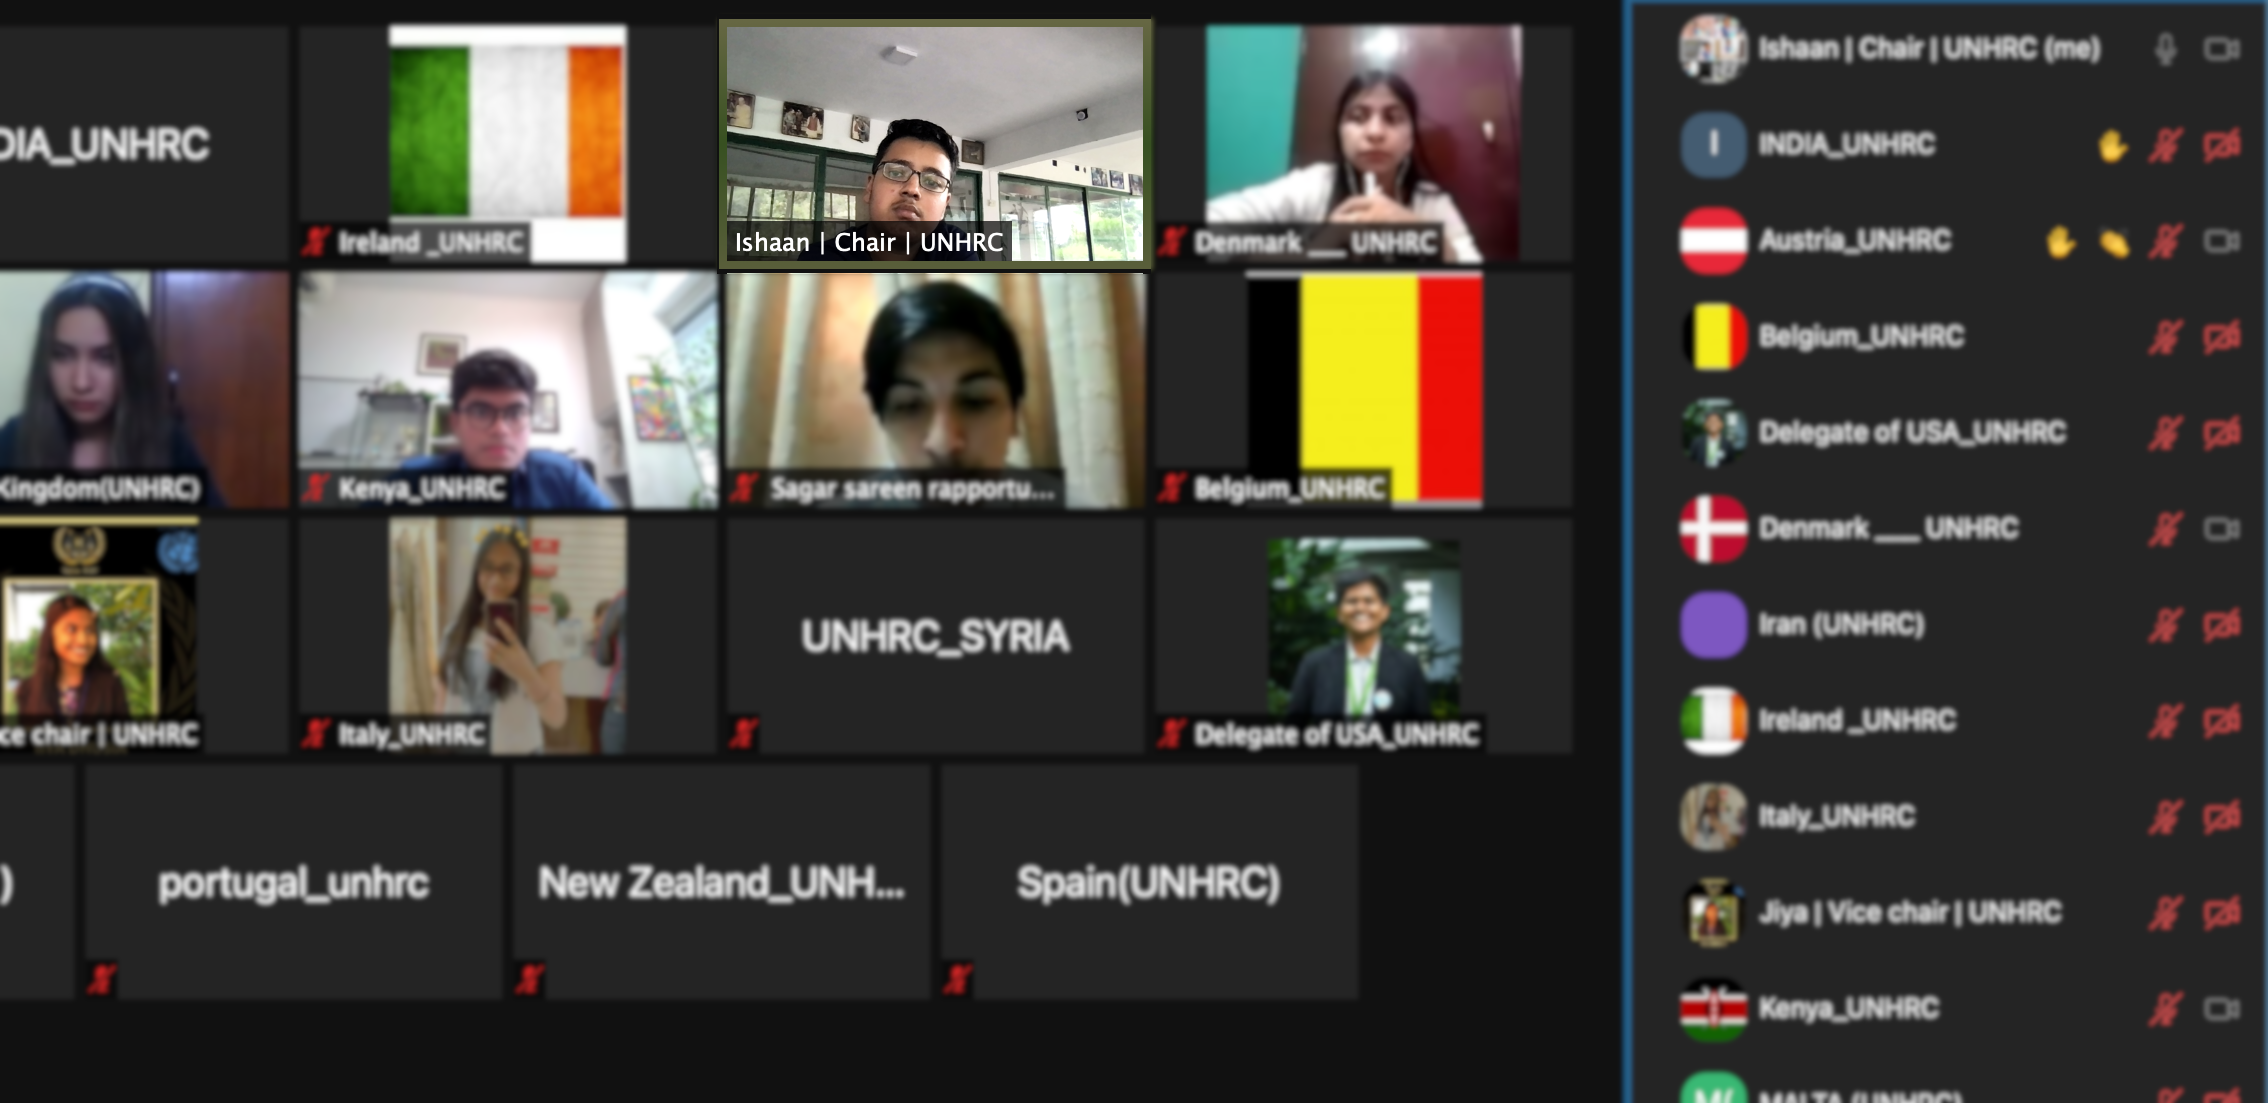 DIA_UNHRC
Ireland _UNHRC
Ishaan | Chair | UNHRC
Denmark ___ UNHRC
Kingdom(UNHRC)
Kenya_UNHRC
Sagar sareen rapportu...
Belgium_UNHRC
ce chair | UNHRC
Italy_UNHRC
UNHRC_SYRIA
Delegate of USA_UNHRC
)
portugal_unhrc
New Zealand_UNH...
Spain(UNHRC)
Ishaan | Chair | UNHRC (me)
I
INDIA_UNHRC
Austria_UNHRC
Belgium_UNHRC
Delegate of USA_UNHRC
Denmark ___ UNHRC
Iran (UNHRC)
Ireland _UNHRC
Italy_UNHRC
Jiya | Vice chair | UNHRC
Kenya_UNHRC
M(
MALTA (UNHRC)